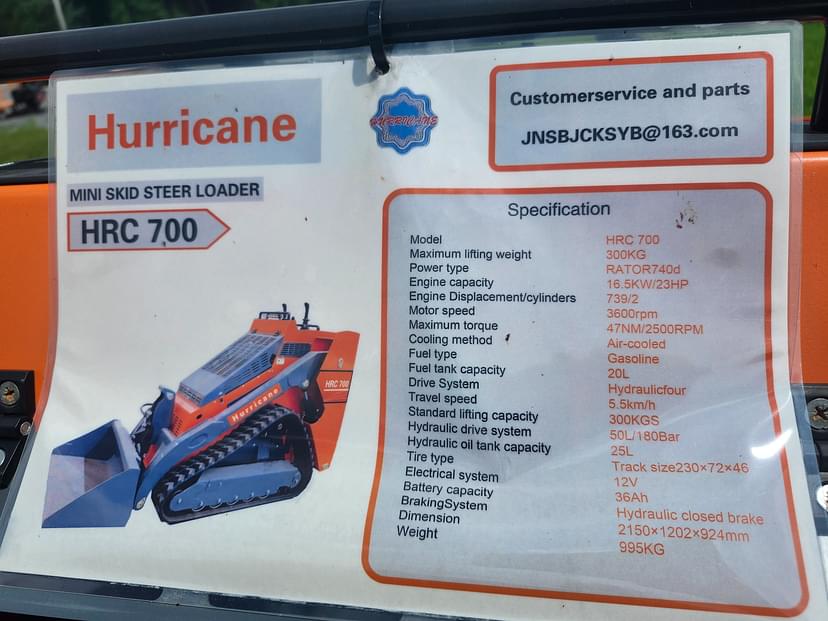 Hurricane
HURRICANE
Customerservice and parts
JNSBJCKSYB@163.com
MINI SKID STEER LOADER
HRC 700
HRC 700
Hurricane
Specification
Model HRC 700
Maximum lifting weight 300KG
Power type RATOR740d
Engine capacity 16.5KW/23HP
Engine Displacement/cylinders 739/2
Motor speed 3600rpm
Maximum torque 47NM/2500RPM
Cooling method Air-cooled
Fuel type Gasoline
Fuel tank capacity 20L
Drive System Hydraulicfour
Travel speed 5.5km/h
Standard lifting capacity 300KGS
Hydraulic drive system 50L/180Bar
Hydraulic oil tank capacity 25L
Tire type Track size230×72×46
Electrical system 12V
Battery capacity 36Ah
BrakingSystem Hydraulic closed brake
Dimension 2150×1202×924mm
Weight 995KG